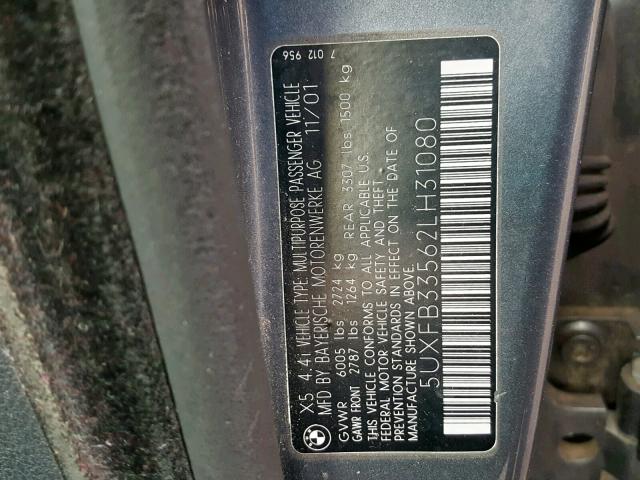 X5 4.4i VEHICLE TYPE: MULTIPURPOSE PASSENGER VEHICLE
MFD BY BAYERISCHE MOTORENWERKE AG 11/01
GVWR 6005 lbs 2724 kg
GAWR FRONT 2787 lbs 1264 kg REAR 3307 lbs 1500 kg
THIS VEHICLE CONFORMS TO ALL APPLICABLE U.S.
FEDERAL MOTOR VEHICLE SAFETY AND THEFT
PREVENTION STANDARDS IN EFFECT ON THE DATE OF
MANUFACTURE SHOWN ABOVE.
5UXFB33562LH31080
7 012 956
BMW